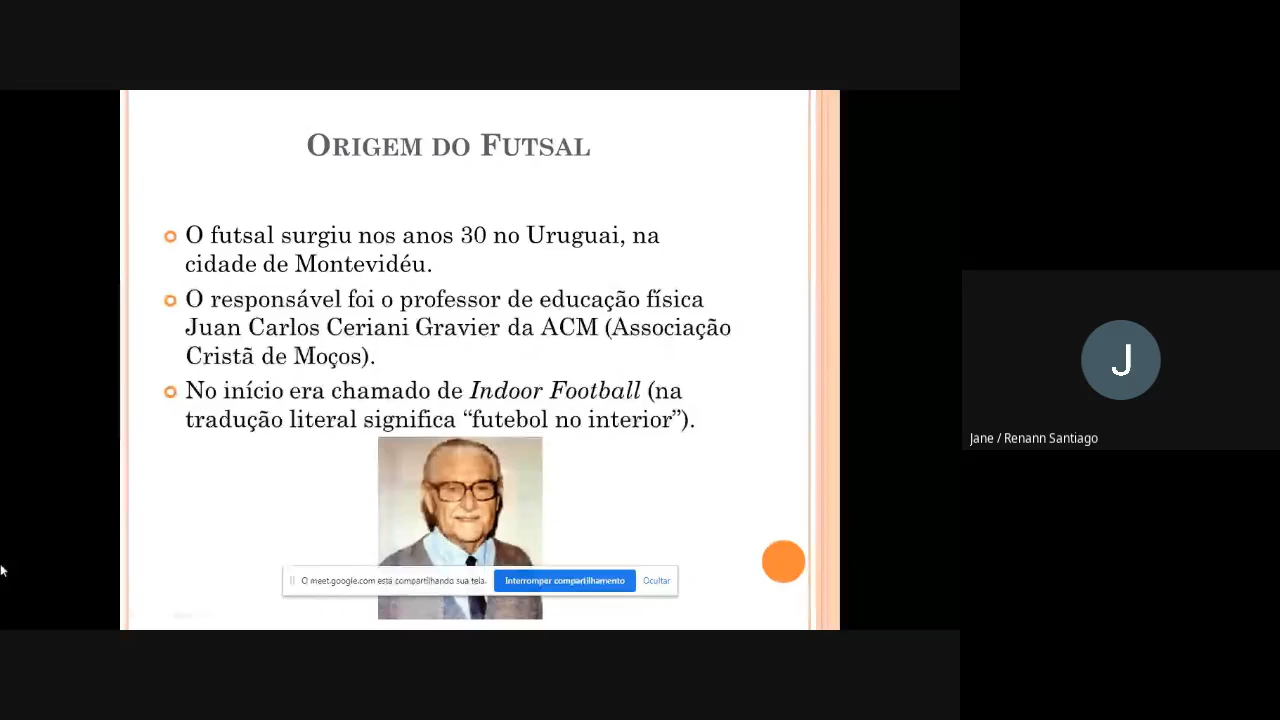 ORIGEM DO FUTSAL
O futsal surgiu nos anos 30 no Uruguai, na
cidade de Montevidéu.
O responsável foi o professor de educação física
Juan Carlos Ceriani Gravier da ACM (Associação
Cristã de Moços).
No início era chamado de Indoor Football (na
tradução literal significa “futebol no interior”).
O meet.google.com está compartilhando sua tela. Interromper compartilhamento Ocultar
J
Jane / Renann Santiago